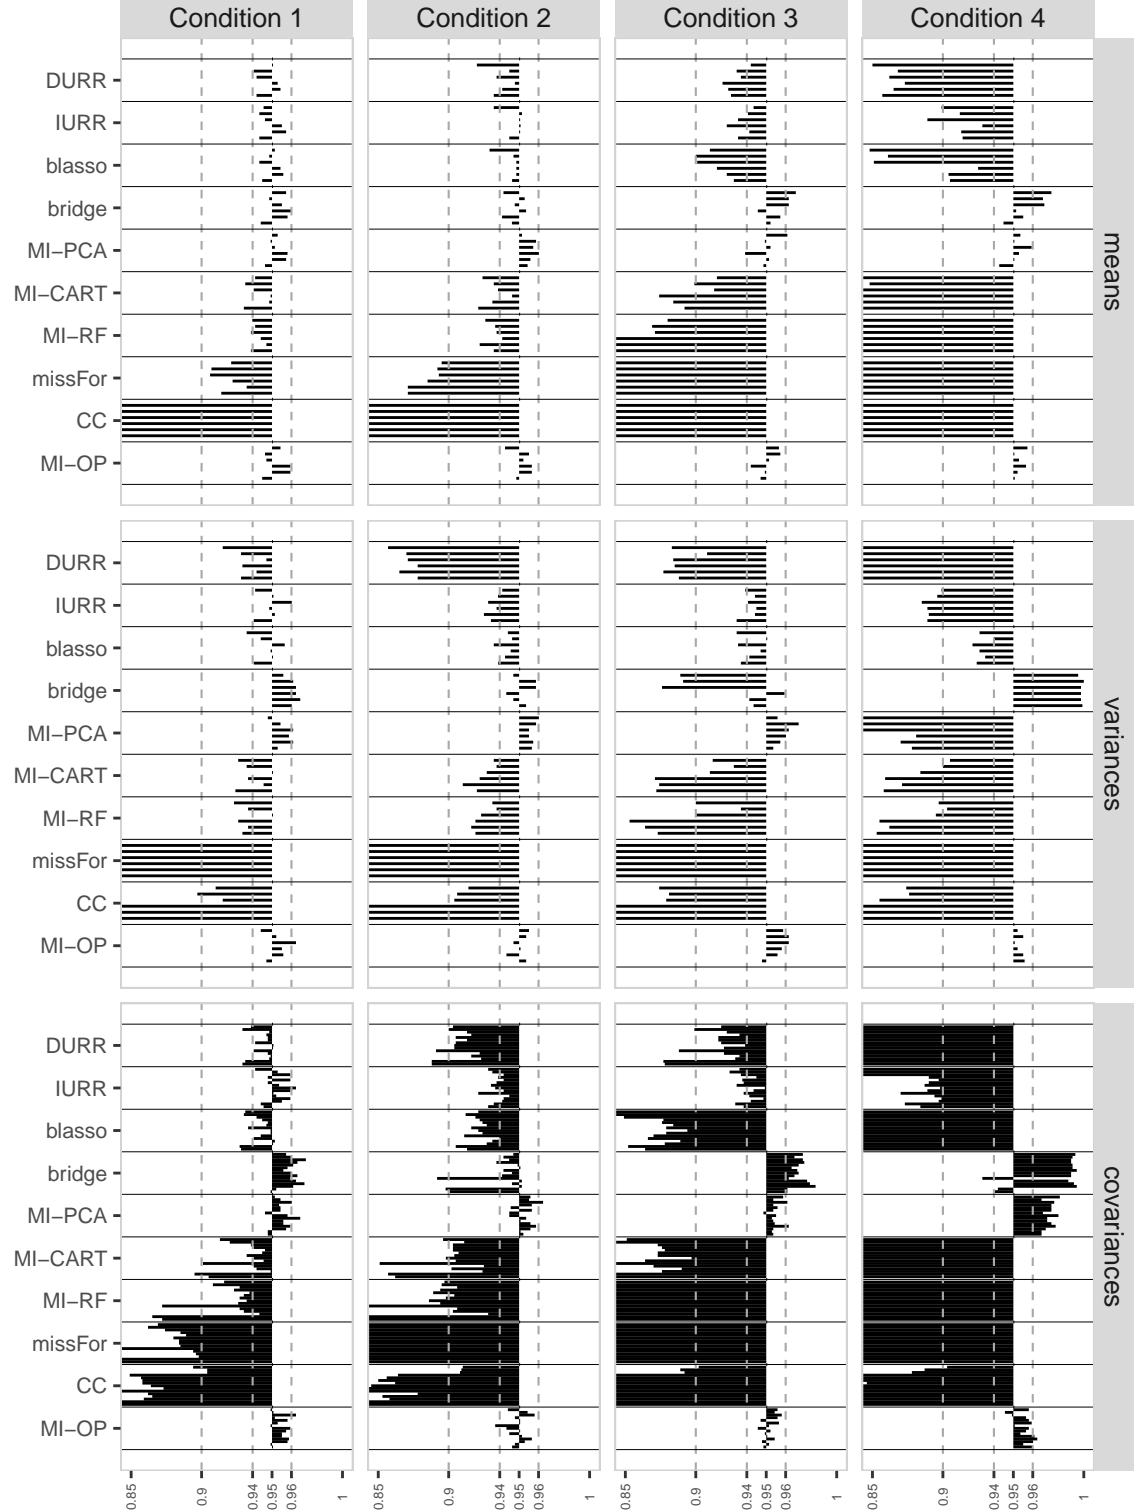 Condition 1
Condition 2
Condition 3
Condition 4
DURR
IURR
blasso
bridge
MI−PCA
MI−CART
MI−RF
missFor
CC
MI−OP
means
DURR
IURR
blasso
bridge
MI−PCA
MI−CART
MI−RF
missFor
CC
MI−OP
variances
DURR
IURR
blasso
bridge
MI−PCA
MI−CART
MI−RF
missFor
CC
MI−OP
covariances
0.85 0.9 0.94 0.95 0.96 1
0.85 0.9 0.94 0.95 0.96 1
0.85 0.9 0.94 0.95 0.96 1
0.85 0.9 0.94 0.95 0.96 1